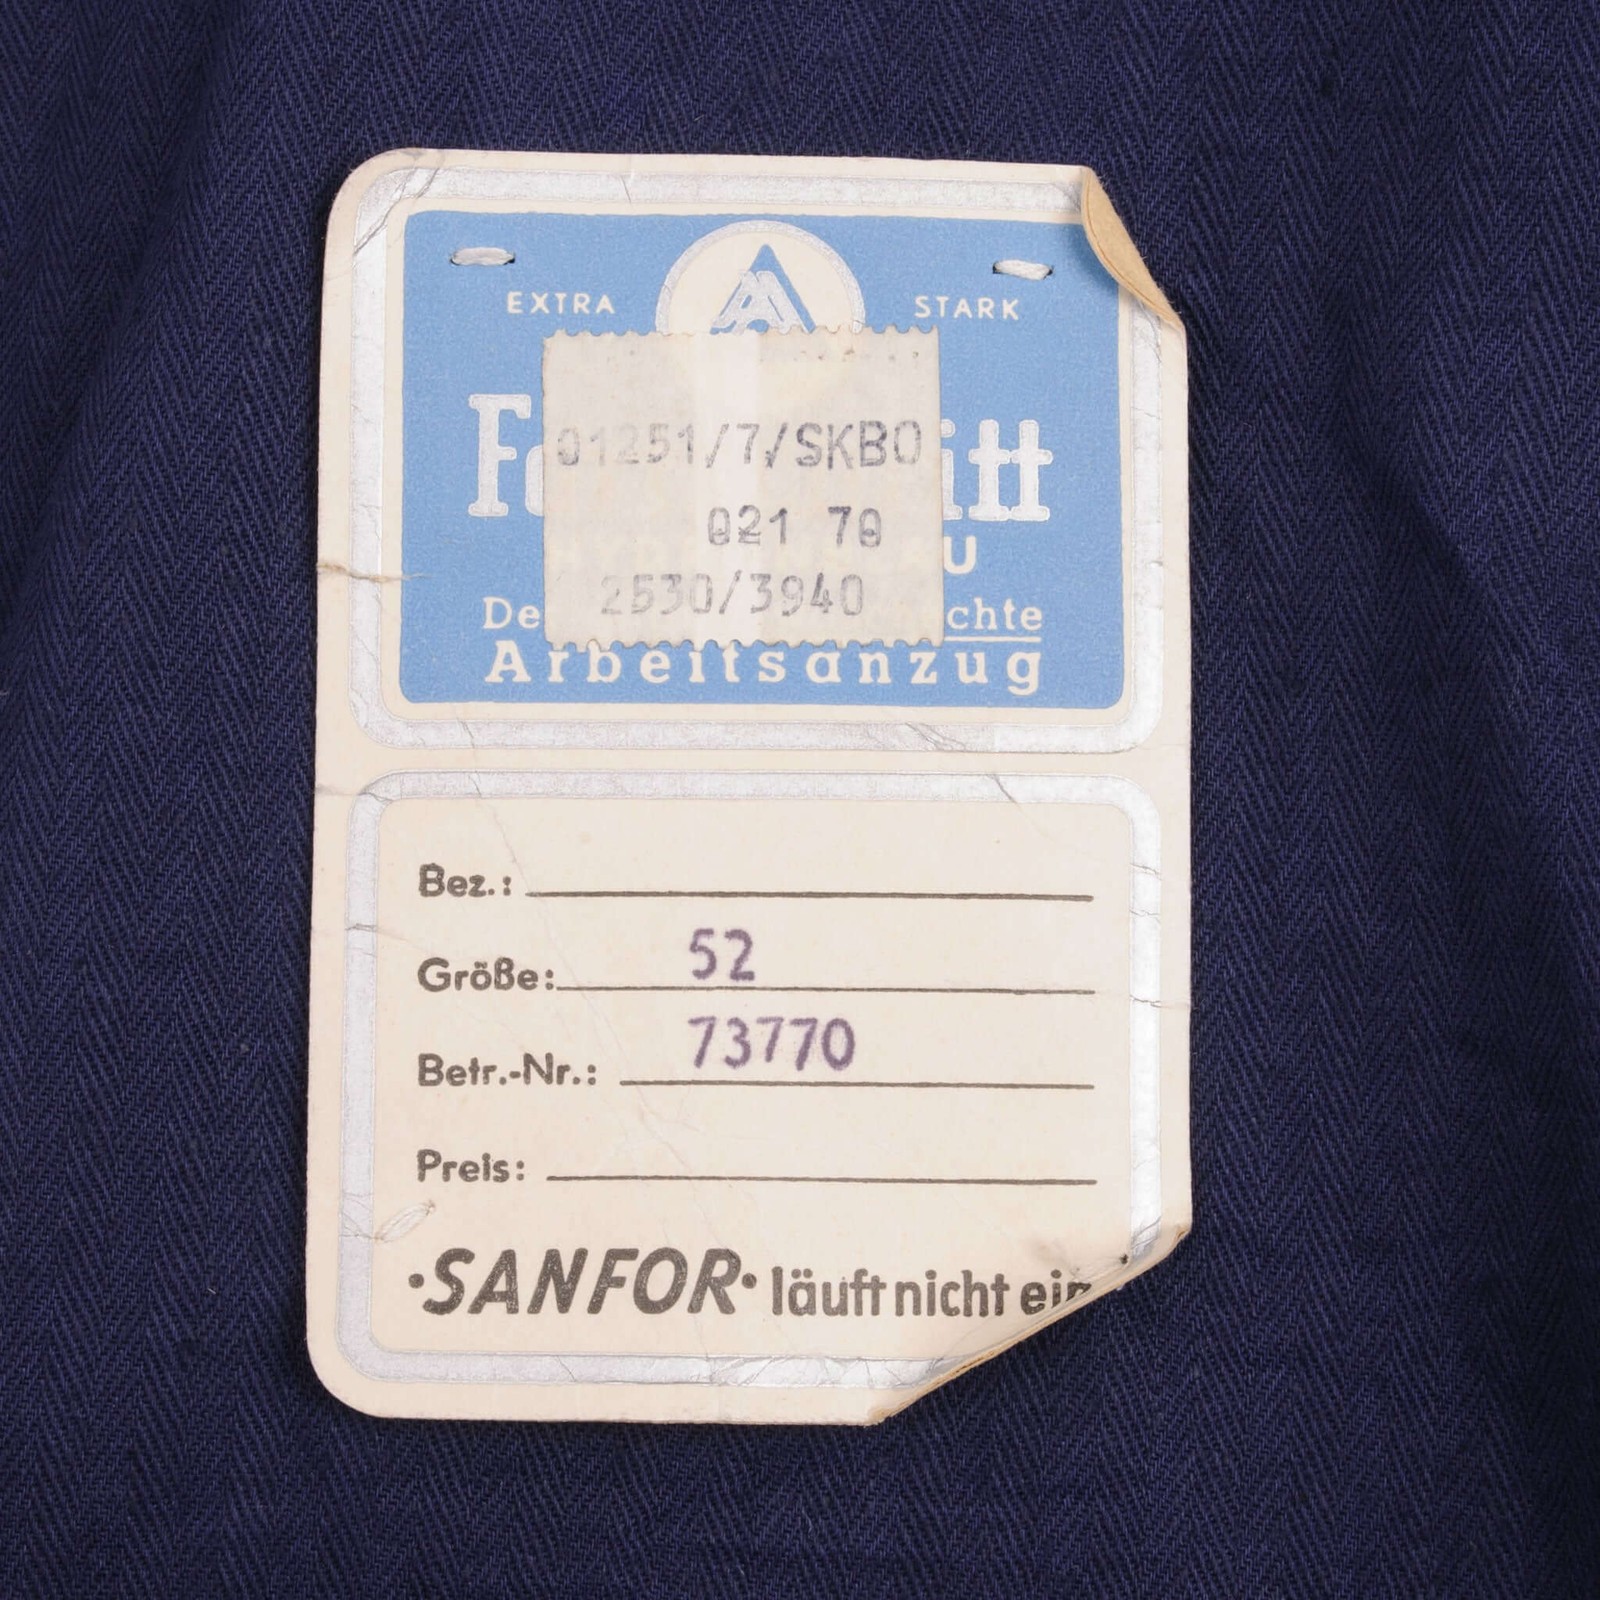 EXTRA STARK
01251/7/SKBO
021 70
2530/3940
Arbeitsanzug
Bez.:
Größe: 52
Betr.-Nr.: 73770
Preis:
·SANFOR· läuft nicht ein